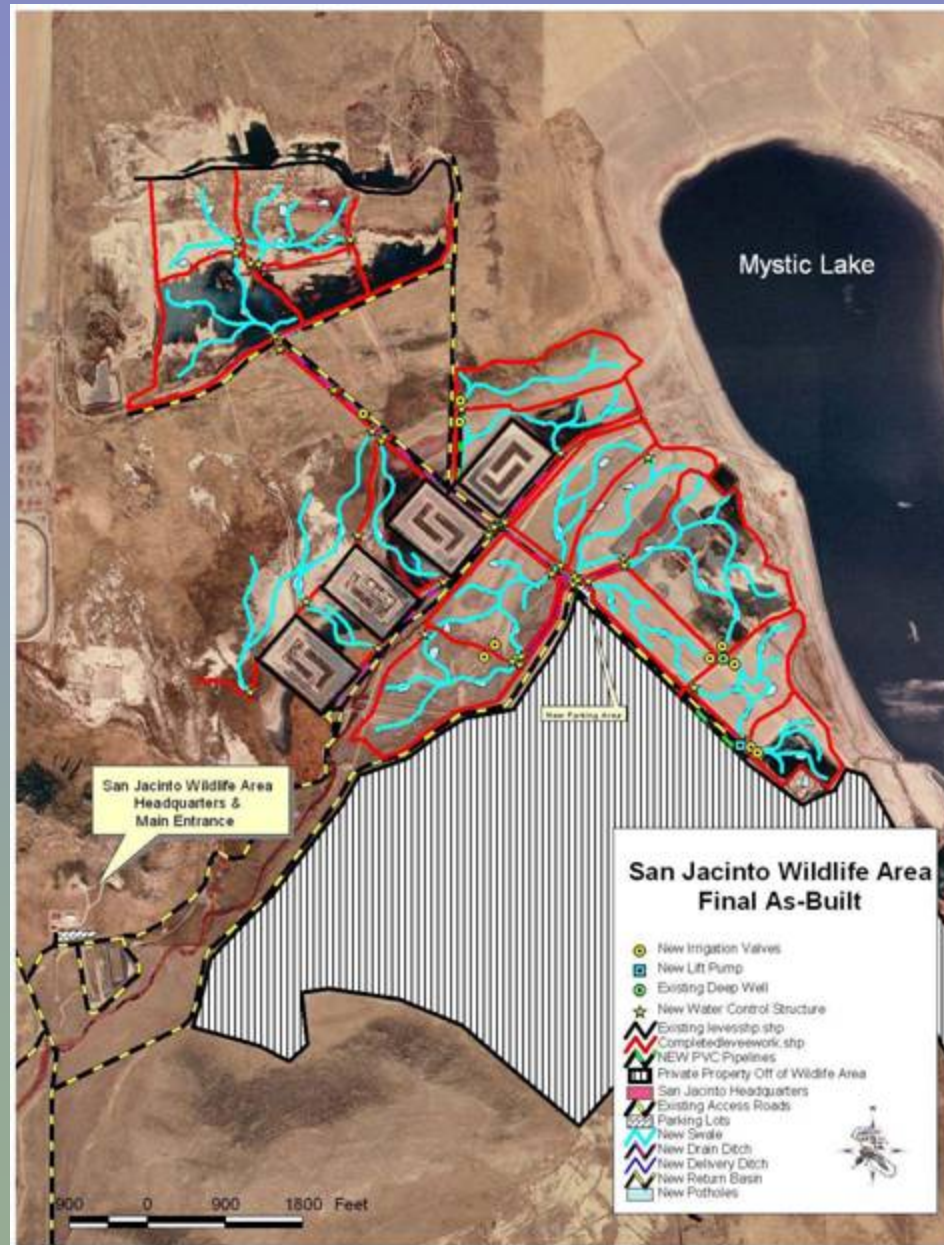 Mystic Lake
New Parking Area
San Jacinto Wildlife Area
Headquarters &
Main Entrance
San Jacinto Wildlife Area
Final As-Built
New Irrigation Valves
New Lift Pump
Existing Deep Well
New Water Control Structure
Existing levesshp.shp
Completedleveework.shp
NEW PVC Pipelines
Private Property Off of Wildlife Area
San Jacinto Headquarters
Existing Access Roads
Parking Lots
New Swale
New Drain Ditch
New Delivery Ditch
New Return Basin
New Potholes
900 0 900 1800 Feet